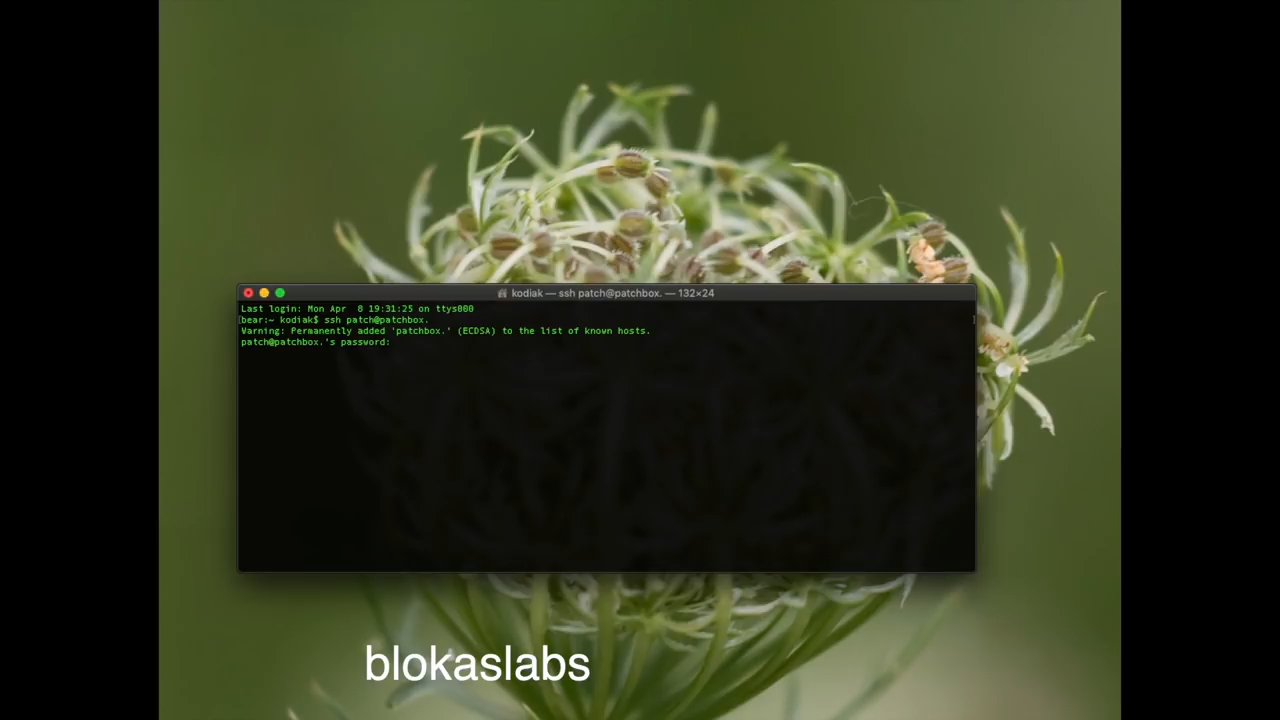 kodiak — ssh patch@patchbox. — 132×24
Last login: Mon Apr  8 19:31:25 on ttys000
[bear:~ kodiak$ ssh patch@patchbox.
Warning: Permanently added 'patchbox.' (ECDSA) to the list of known hosts.
patch@patchbox.'s password:
blokaslabs